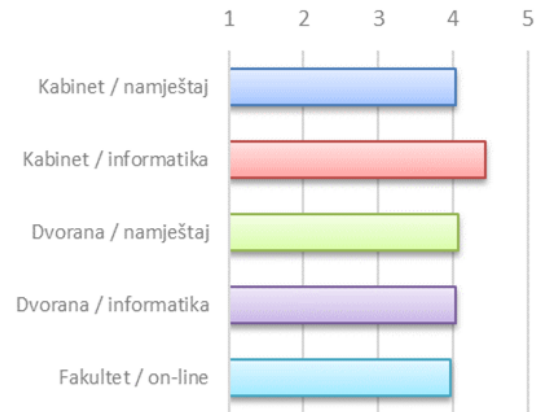 1 2 3 4 5
Kabinet / namještaj
Kabinet / informatika
Dvorana / namještaj
Dvorana / informatika
Fakultet / on-line